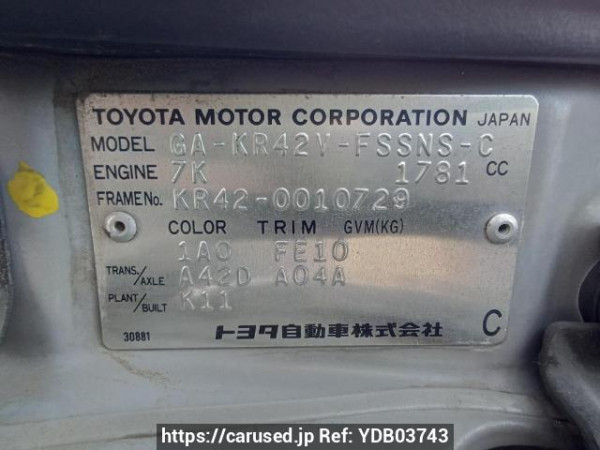 TOYOTA MOTOR CORPORATION JAPAN
MODEL GA-KR42V-FSSNS-C
ENGINE 7K 1781 CC
FRAME No. KR42-0010729
COLOR TRIM GVM(KG)
1A0 FE10
TRANS./AXLE A42D A04A
PLANT/BUILT K11
30881 トヨタ自動車株式会社 C
https://carused.jp Ref: YDB03743